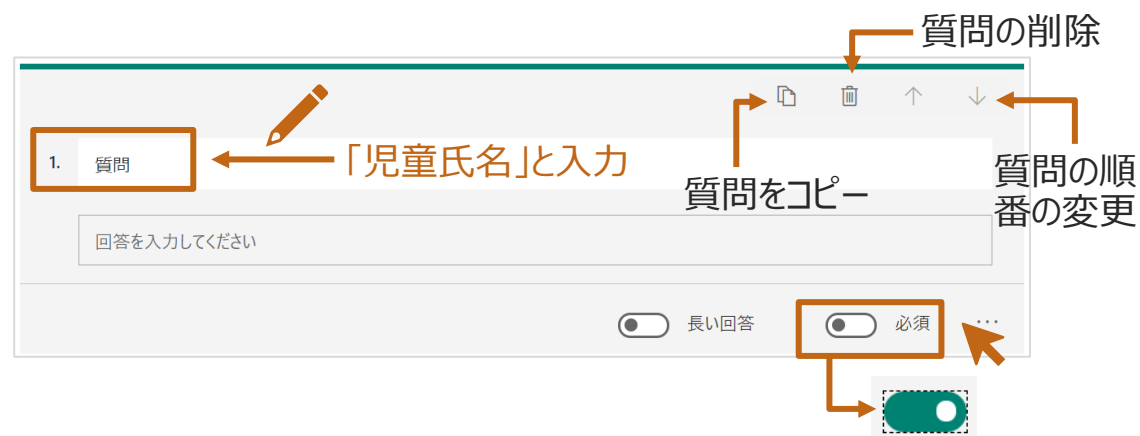 質問の削除
1. 質問
「児童氏名」と入力
質問をコピー
質問の順
番の変更
回答を入力してください
長い回答
必須
…